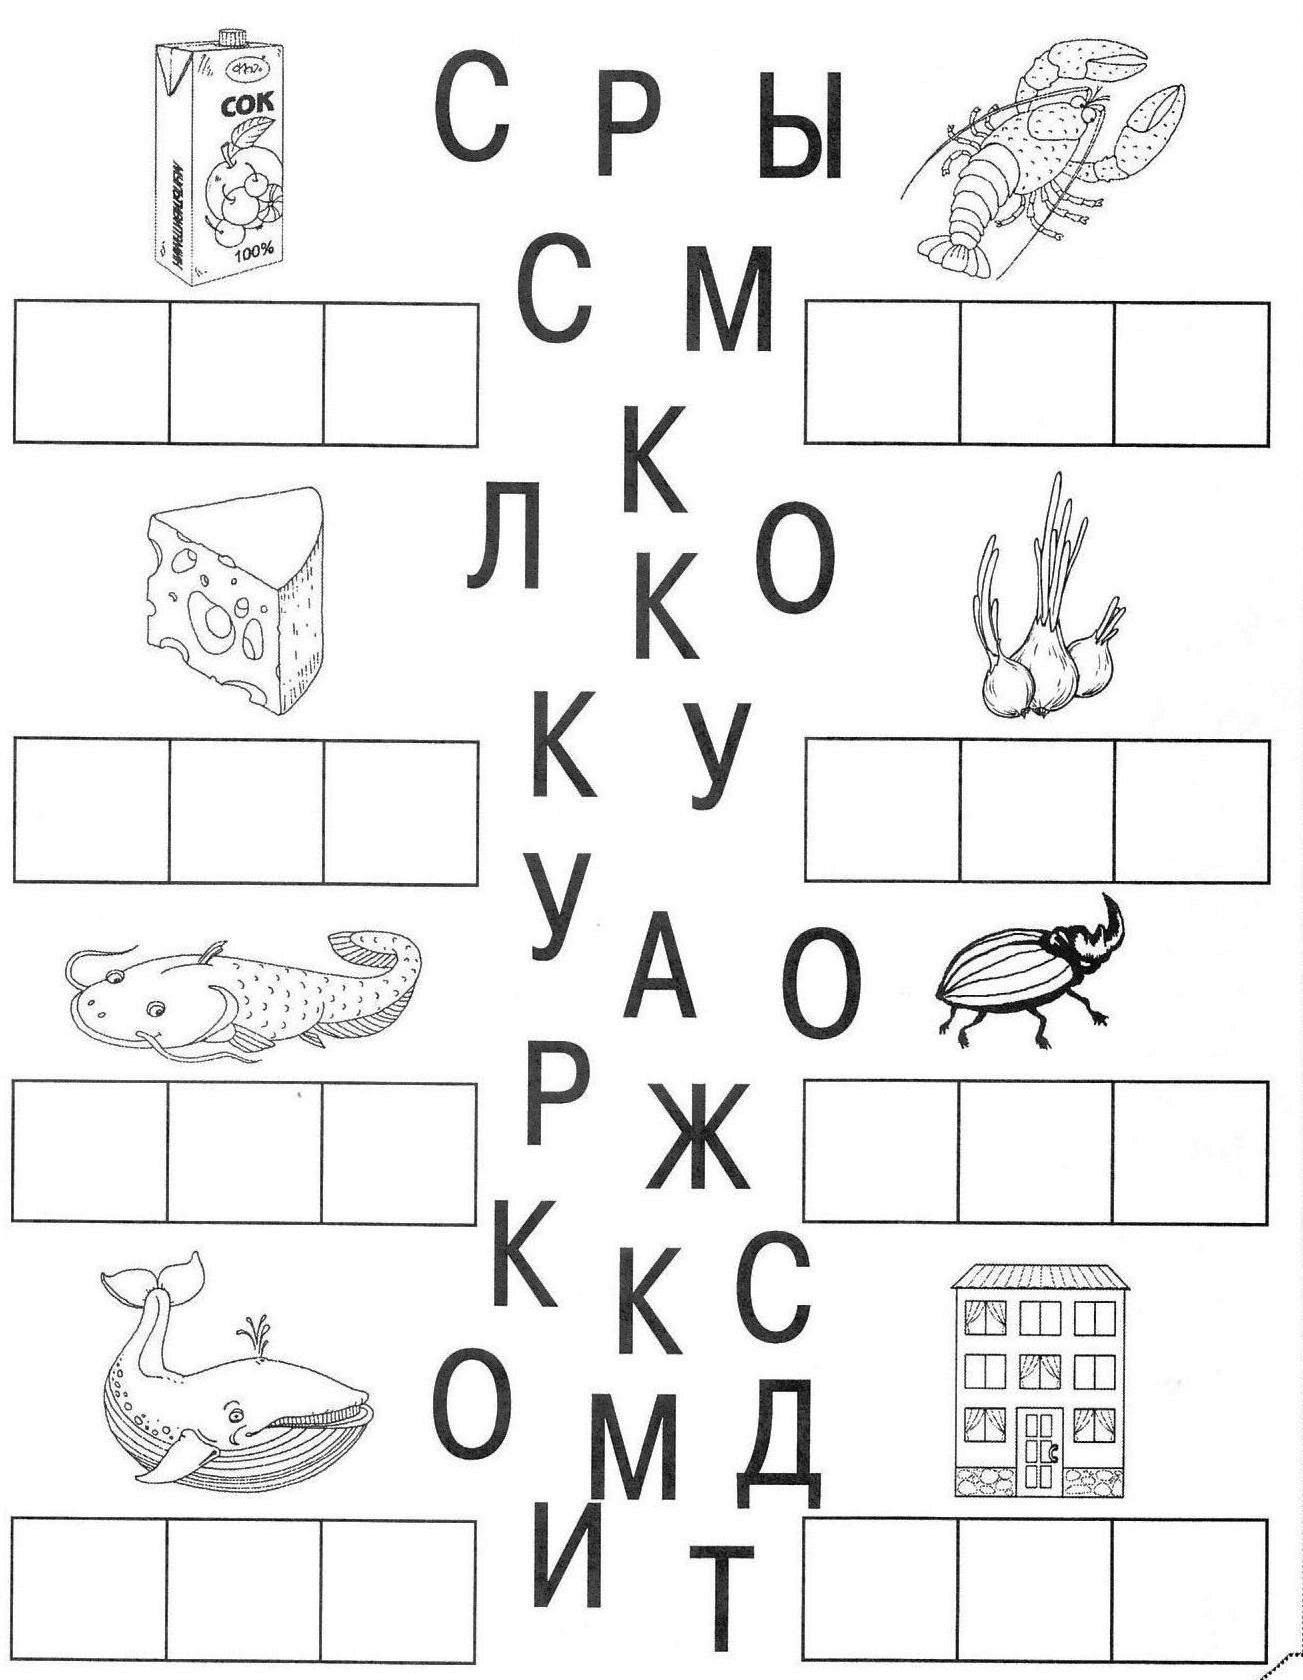 СОК
100%
С Р Ы
С М
К
Л О
К
К У
У
А О
Р Ж
К К С
О М Д
И Т